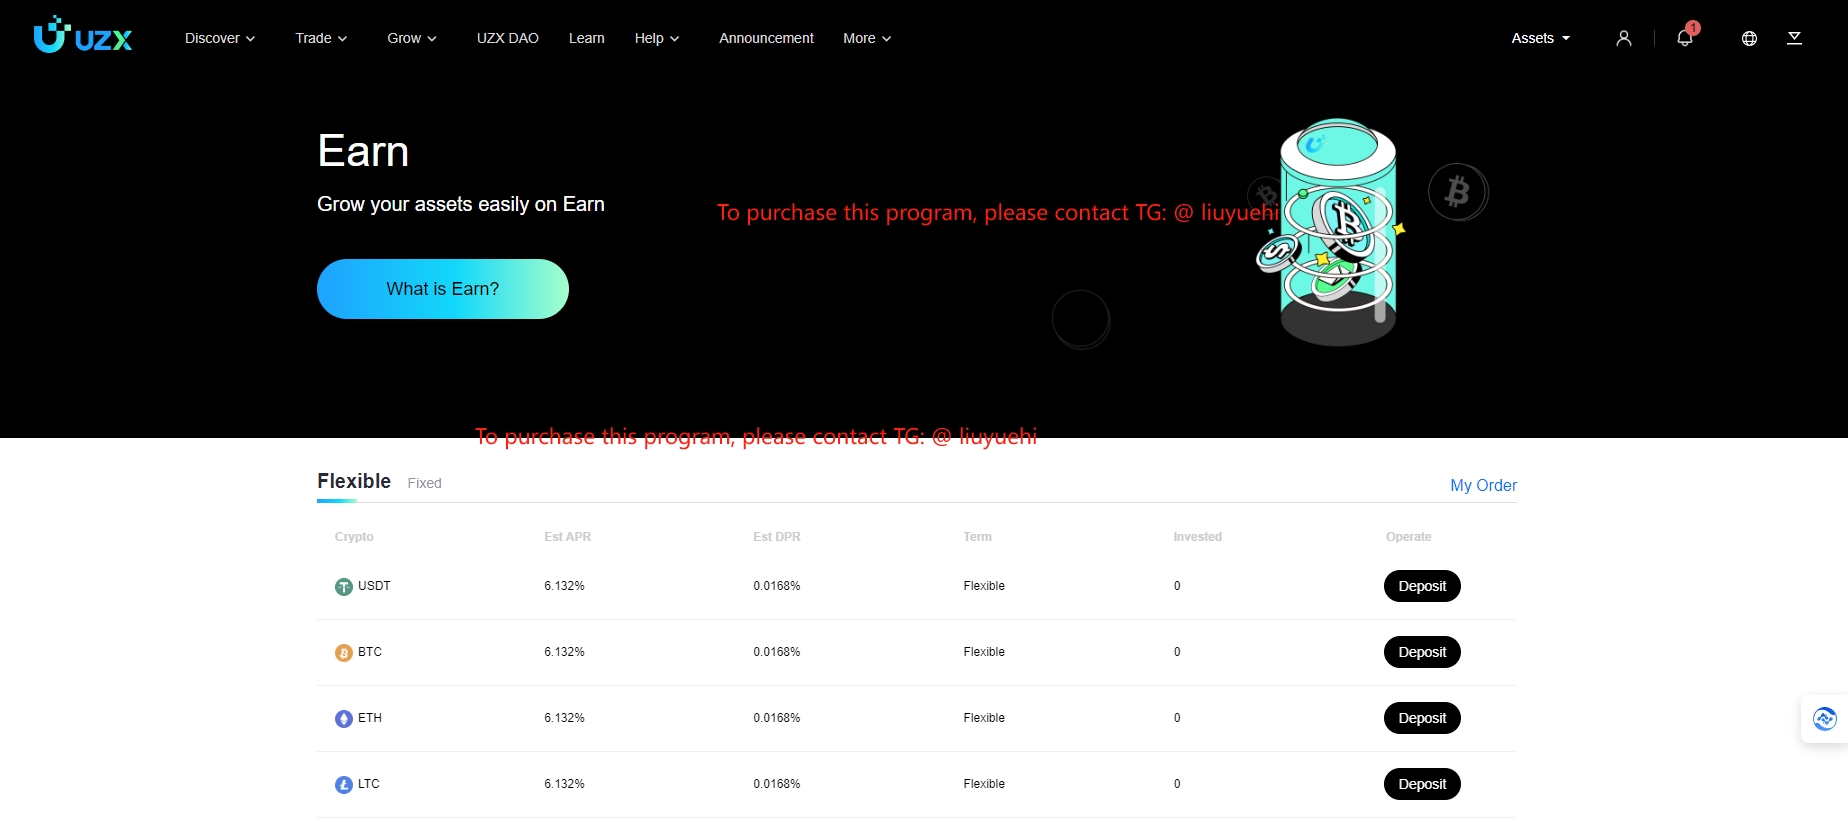 UZX Discover Trade Grow UZX DAO Learn Help Announcement More Assets 1
Earn
Grow your assets easily on Earn
To purchase this program, please contact TG: @ liuyuehi
What is Earn?
To purchase this program, please contact TG: @ liuyuehi
Flexible Fixed My Order
Crypto Est APR Est DPR Term Invested Operate
USDT 6.132% 0.0168% Flexible 0 Deposit
BTC 6.132% 0.0168% Flexible 0 Deposit
ETH 6.132% 0.0168% Flexible 0 Deposit
LTC 6.132% 0.0168% Flexible 0 Deposit